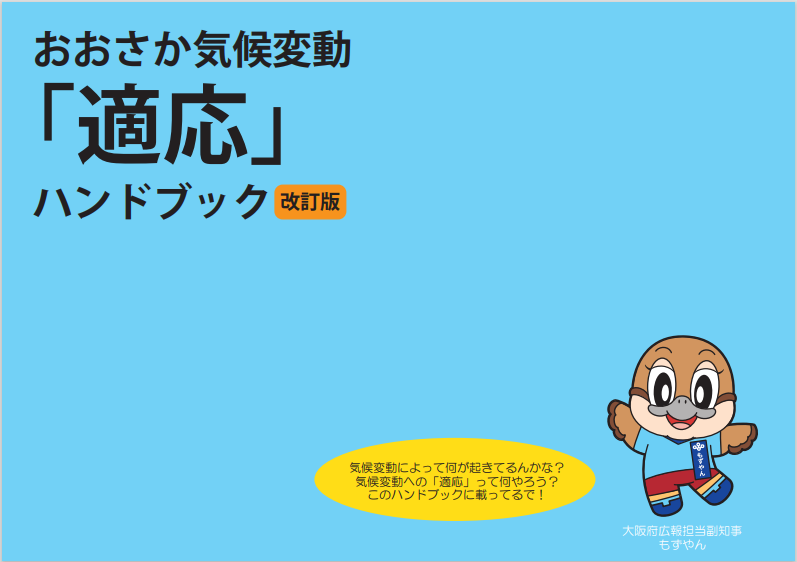 おおさか気候変動
「適応」
ハンドブック 改訂版
気候変動によって何が起きてるんかな？
気候変動への「適応」って何やろう？
このハンドブックに載ってるで！
もずやん
大阪府広報担当副知事
もずやん